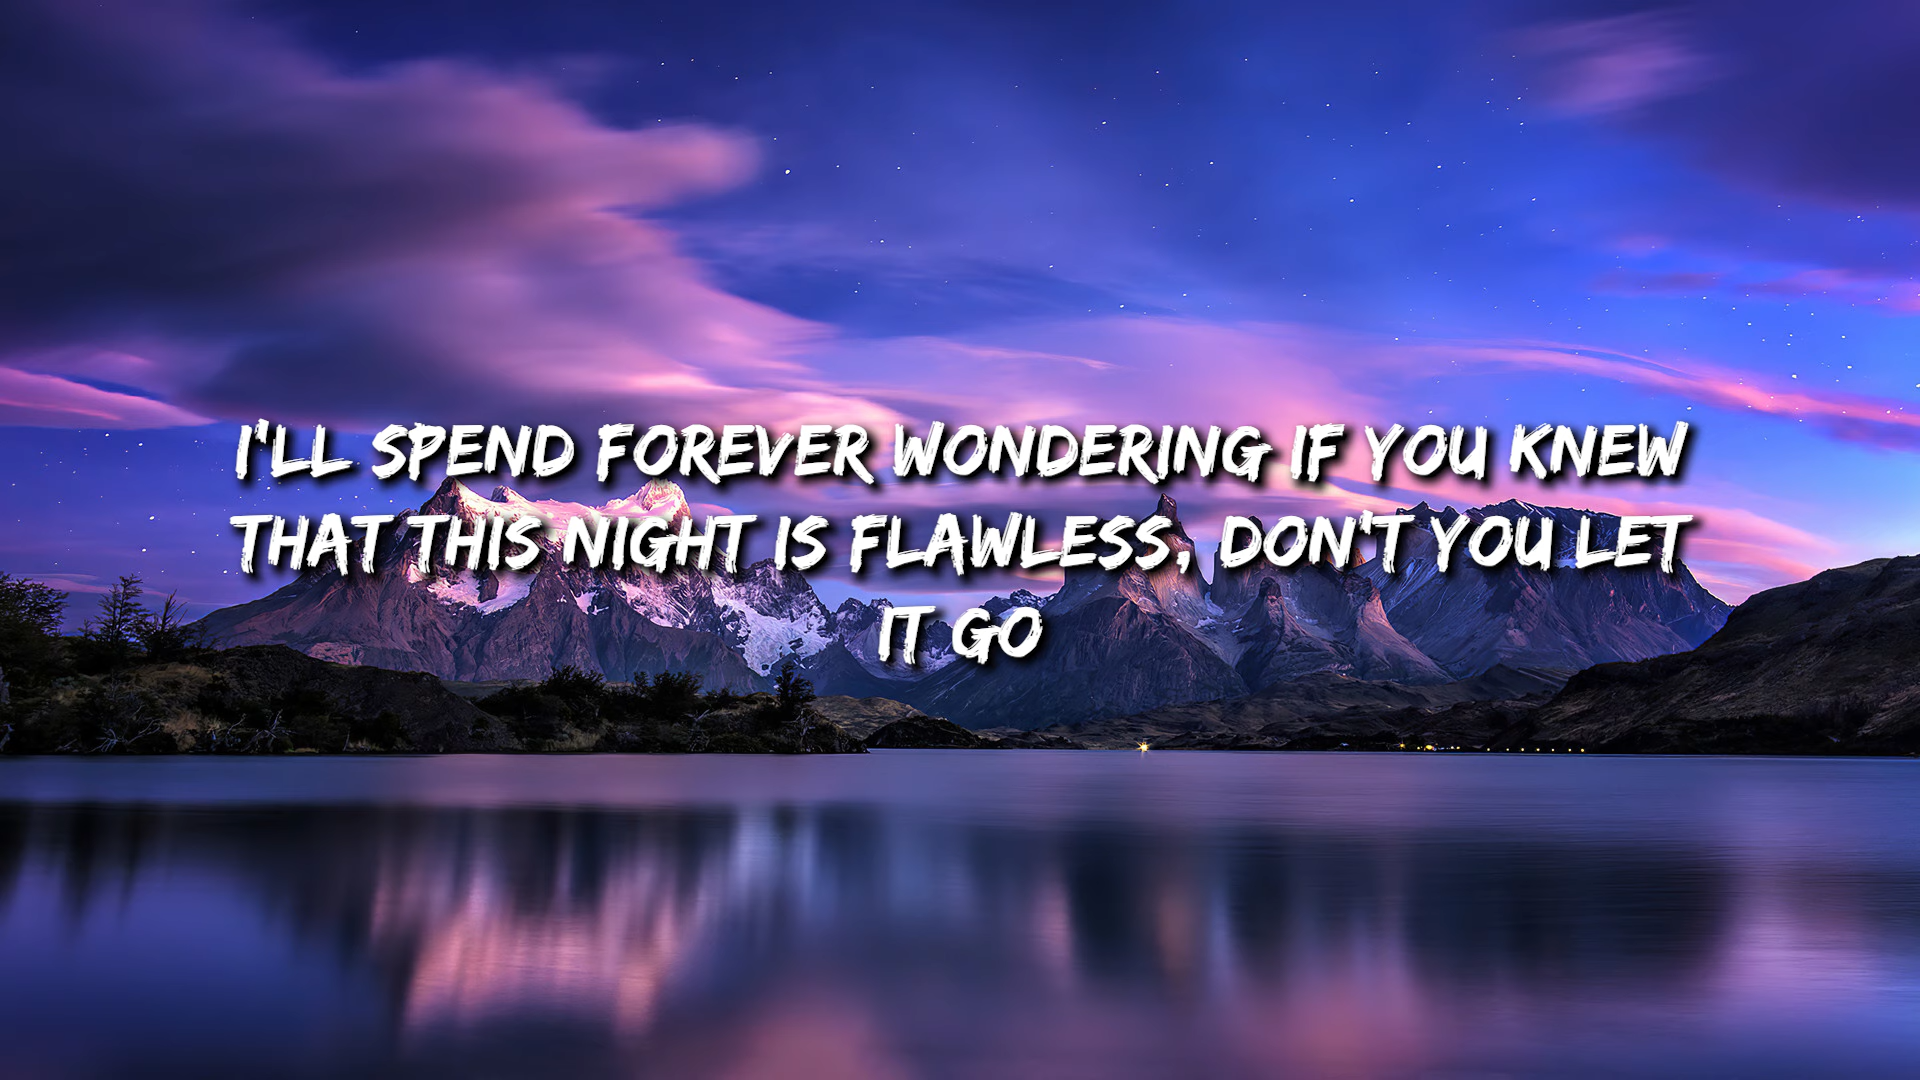 I'LL SPEND FOREVER WONDERING IF YOU KNEW
THAT THIS NIGHT IS FLAWLESS, DON'T YOU LET
IT GO